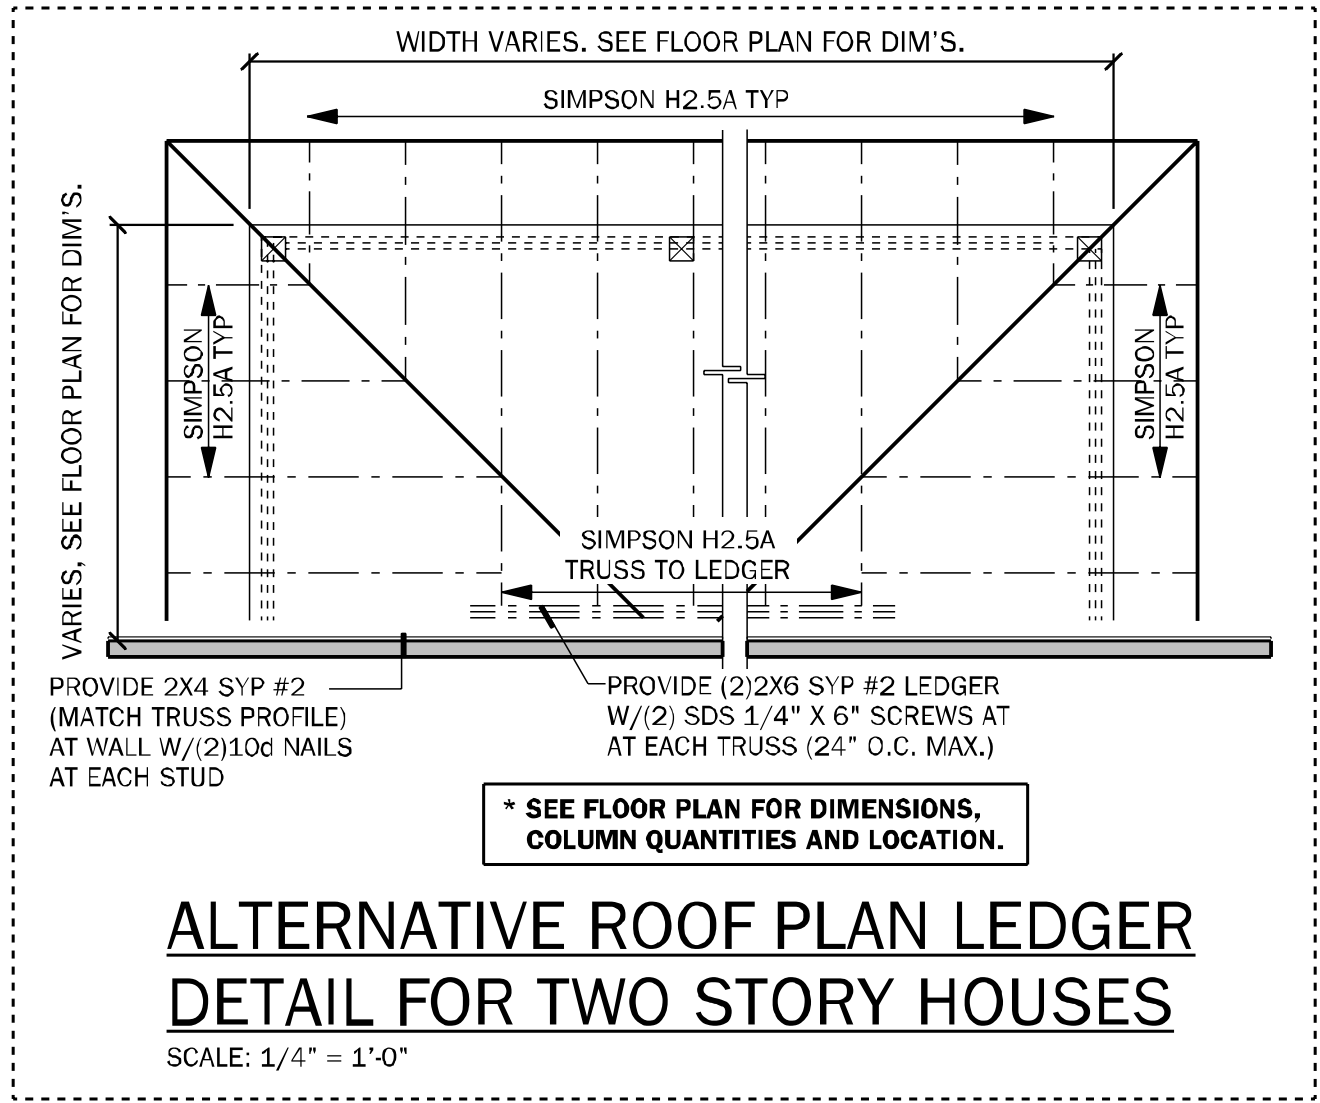 WIDTH VARIES. SEE FLOOR PLAN FOR DIM'S.
SIMPSON H2.5A TYP
VARIES, SEE FLOOR PLAN FOR DIM'S.
SIMPSON
H2.5A TYP
SIMPSON
H2.5A TYP
SIMPSON H2.5A
TRUSS TO LEDGER
PROVIDE 2X4 SYP #2
(MATCH TRUSS PROFILE)
AT WALL W/(2)10d NAILS
AT EACH STUD
PROVIDE (2)2X6 SYP #2 LEDGER
W/(2) SDS 1/4" X 6" SCREWS AT
AT EACH TRUSS (24" O.C. MAX.)
* SEE FLOOR PLAN FOR DIMENSIONS,
COLUMN QUANTITIES AND LOCATION.
ALTERNATIVE ROOF PLAN LEDGER
DETAIL FOR TWO STORY HOUSES
SCALE: 1/4" = 1'-0"